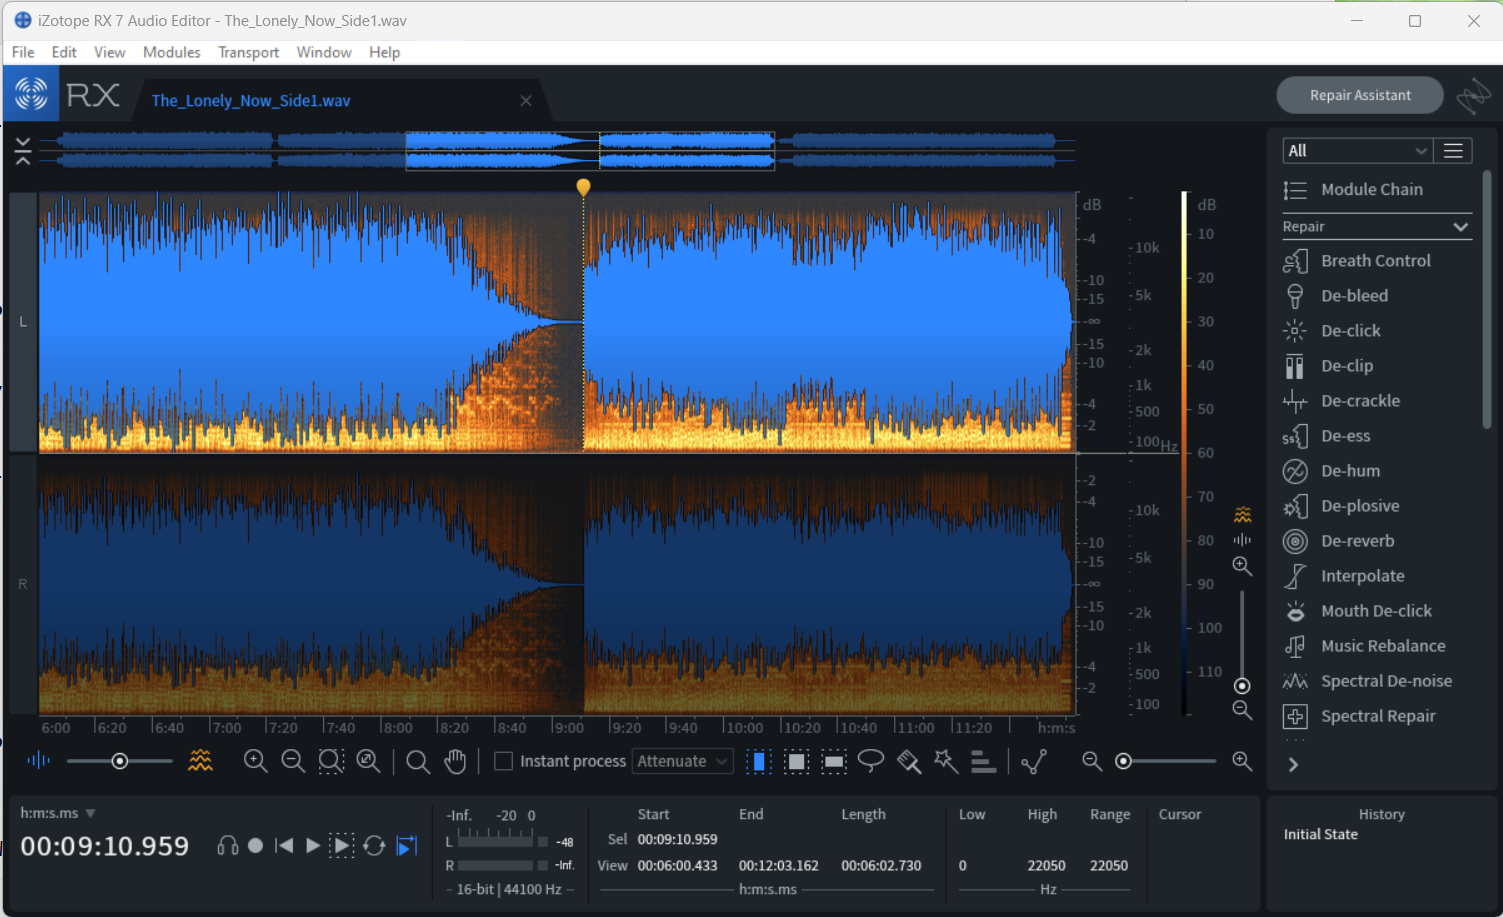 iZotope RX 7 Audio Editor - The_Lonely_Now_Side1.wav
File Edit View Modules Transport Window Help
RX
The_Lonely_Now_Side1.wav
Repair Assistant
All
Module Chain
Repair
Breath Control
De-bleed
De-click
De-clip
De-crackle
De-ess
De-hum
De-plosive
De-reverb
Interpolate
Mouth De-click
Music Rebalance
Spectral De-noise
Spectral Repair
L
R
dB
-4
-10
-15
-∞
-15
-10
-4
-2
-2
-4
-10
-15
-∞
-15
-10
-4
-2
-10k
-5k
-2k
-1k
-500
-100 Hz
-10k
-5k
-2k
-1k
-500
-100
dB
10
20
30
40
50
60
70
80
90
100
110
6:00 6:20 6:40 7:00 7:20 7:40 8:00 8:20 8:40 9:00 9:20 9:40 10:00 10:20 10:40 11:00 11:20 h:m:s
Instant process Attenuate
h:m:s.ms
00:09:10.959
-Inf. -20 0
L -48
R -Inf.
16-bit | 44100 Hz
Start End Length
Sel 00:09:10.959
View 00:06:00.433 00:12:03.162 00:06:02.730
h:m:s.ms
Low High Range
0 22050 22050
Hz
Cursor
History
Initial State